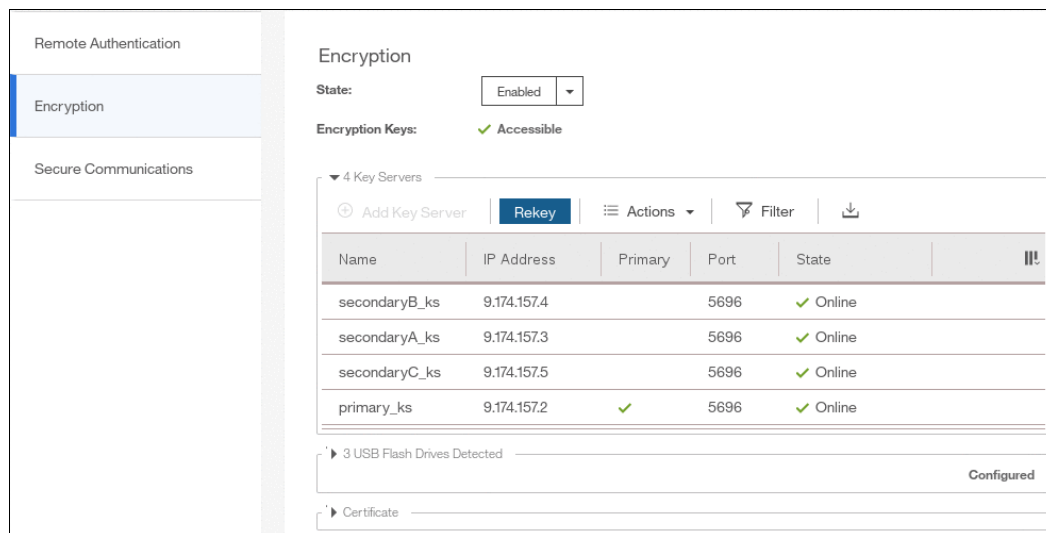 Remote Authentication
Encryption
Secure Communications
Encryption
State: Enabled
Encryption Keys: Accessible
4 Key Servers
Add Key Server Rekey Actions Filter
Name IP Address Primary Port State
secondaryB_ks 9.174.157.4 5696 Online
secondaryA_ks 9.174.157.3 5696 Online
secondaryC_ks 9.174.157.5 5696 Online
primary_ks 9.174.157.2 5696 Online
3 USB Flash Drives Detected
Configured
Certificate